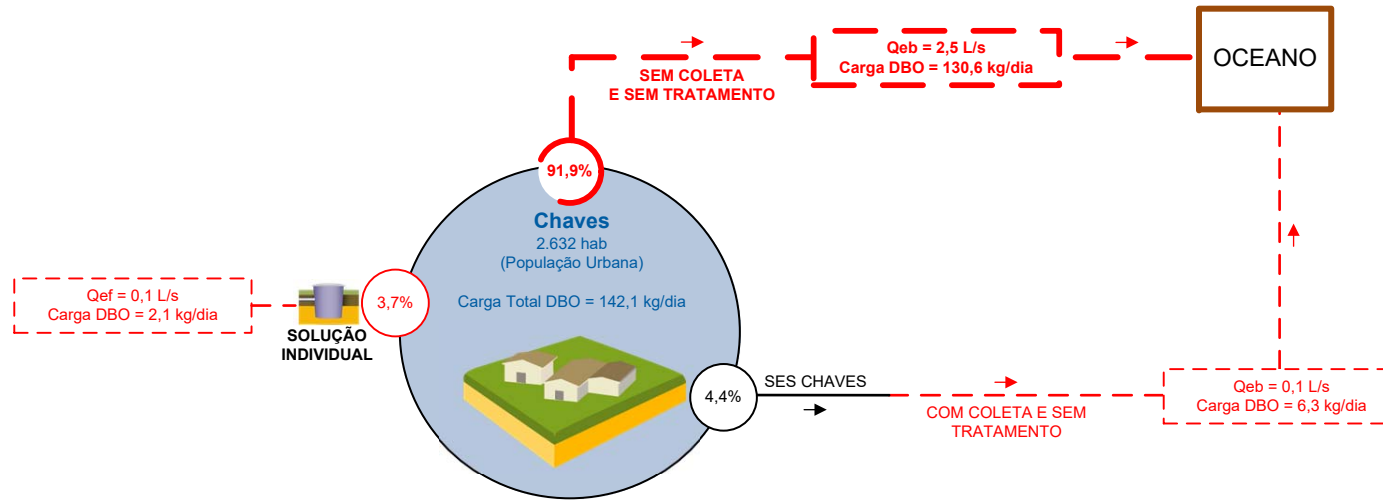 Qeb = 2,5 L/s
Carga DBO = 130,6 kg/dia
OCEANO
SEM COLETA
E SEM TRATAMENTO
91,9%
Chaves
2.632 hab
(População Urbana)
Carga Total DBO = 142,1 kg/dia
Qef = 0,1 L/s
Carga DBO = 2,1 kg/dia
3,7%
SOLUÇÃO
INDIVIDUAL
4,4%
SES CHAVES
COM COLETA E SEM
TRATAMENTO
Qeb = 0,1 L/s
Carga DBO = 6,3 kg/dia